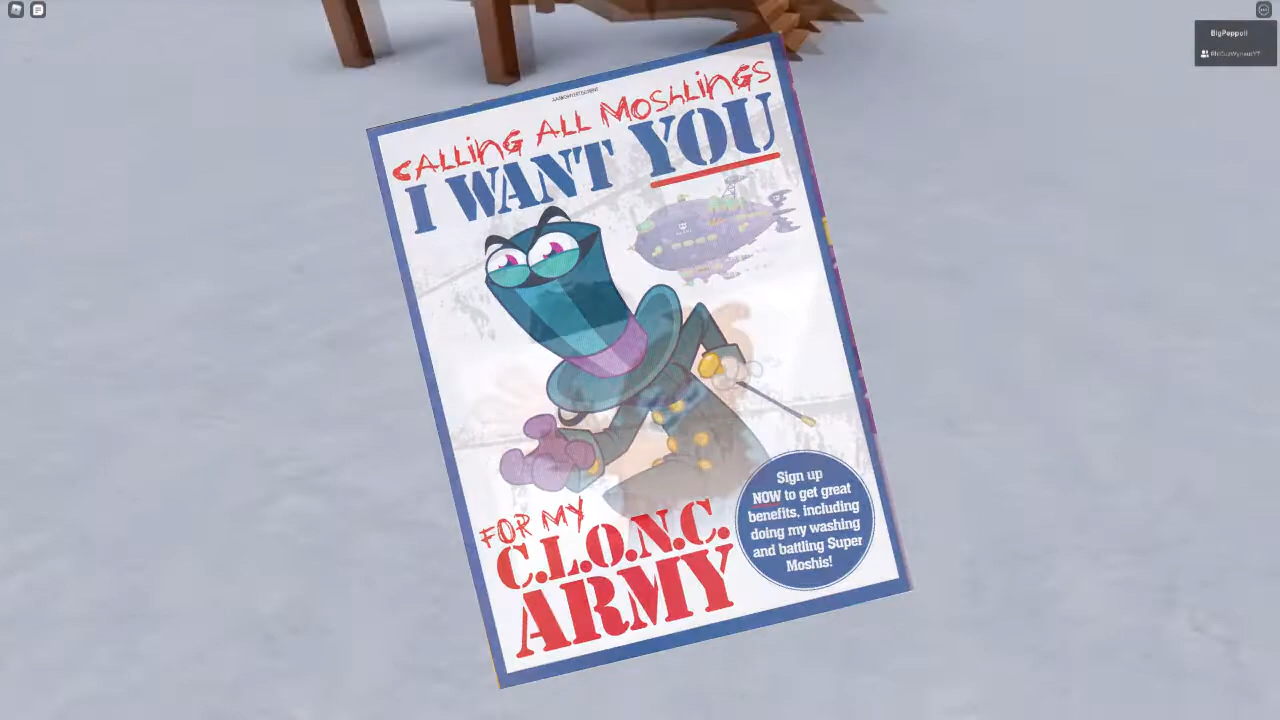 BigPoppoli
CALLiNG ALL MOSHLiNGS
I WANT YOU
FOR MY
C.L.O.N.C.
ARMY
Sign up
NOW to get great
benefits, including
doing my washing
and battling Super
Moshis!